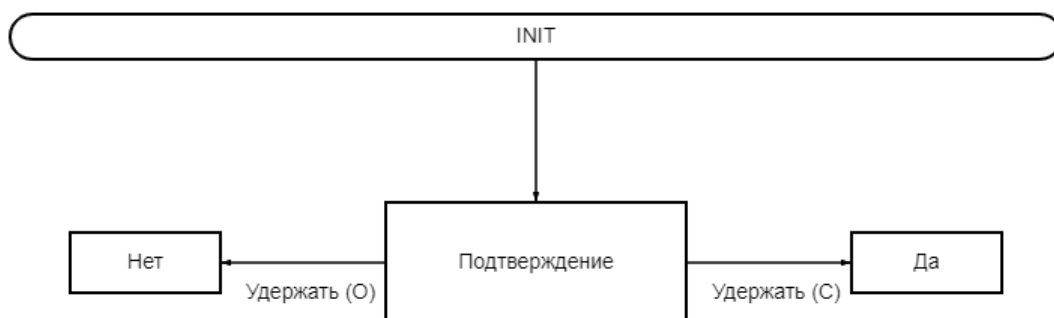 INIT
Нет
Подтверждение
Да
Удержать (О)
Удержать (С)